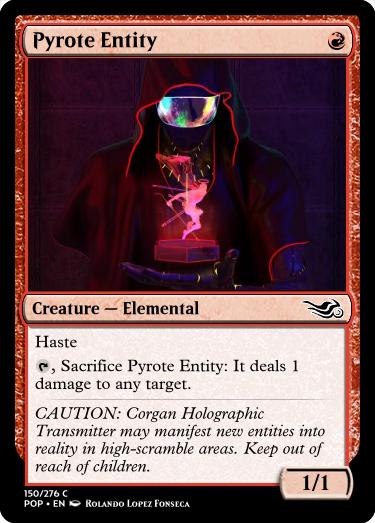 Pyrote Entity
Creature — Elemental
Haste
, Sacrifice Pyrote Entity: It deals 1
damage to any target.
CAUTION: Corgan Holographic
Transmitter may manifest new entities into
reality in high-scramble areas. Keep out of
reach of children.
1/1
150/276 C
POP • EN Rolando Lopez Fonseca